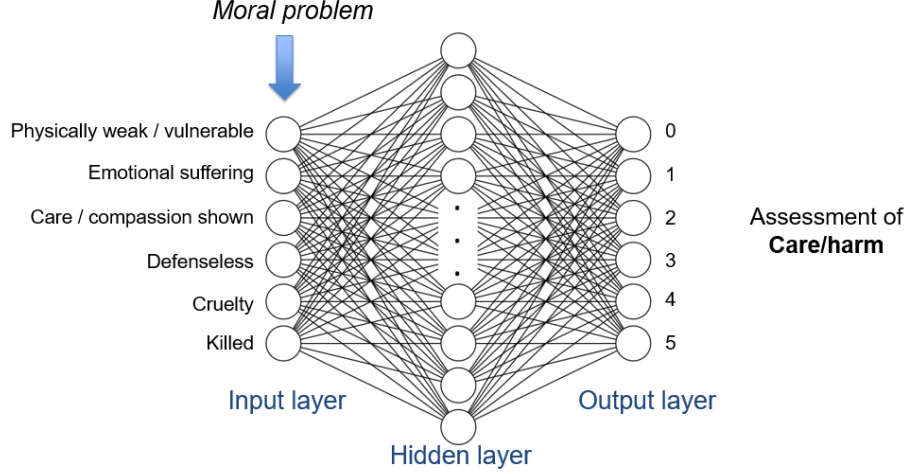 Moral problem
Physically weak / vulnerable
Emotional suffering
Care / compassion shown
Defenseless
Cruelty
Killed
0
1
2
3
4
5
Assessment of
Care/harm
Input layer
Output layer
Hidden layer